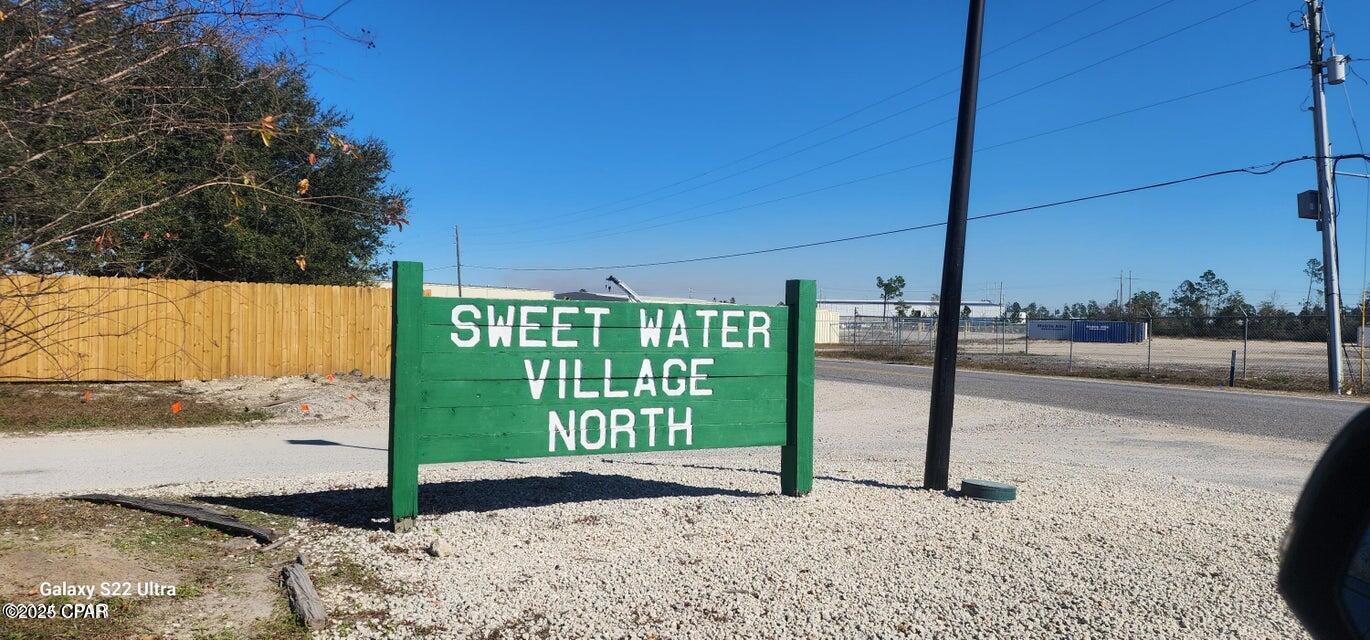 SWEET WATER
VILLAGE
NORTH
Galaxy S22 Ultra
©2025 CPAR